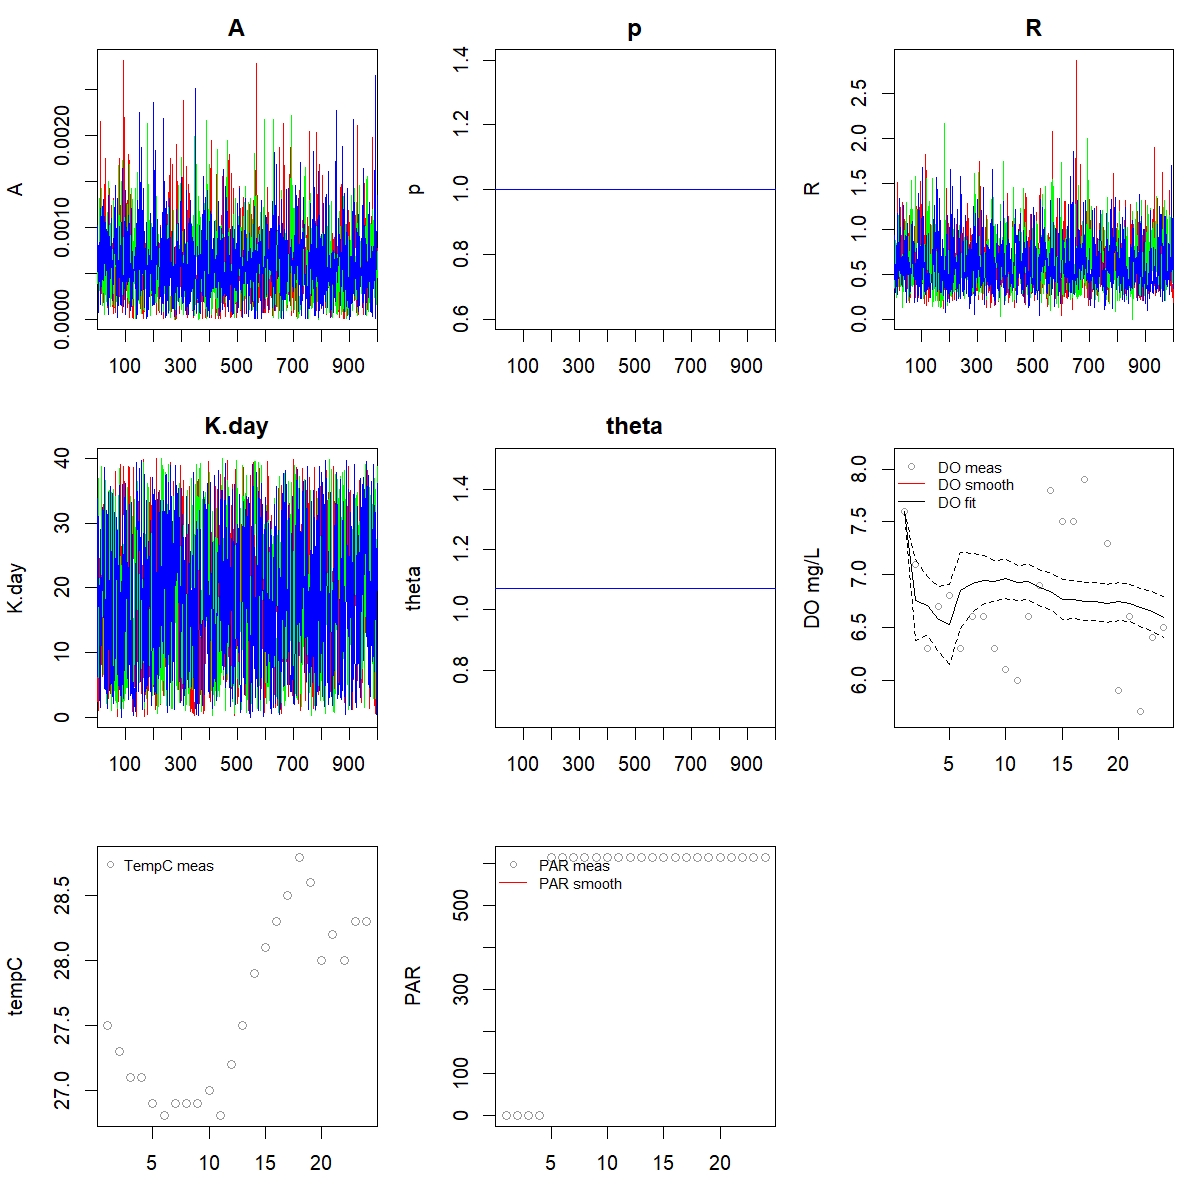 A
p
R
A
0.0000
0.0010
0.0020
100 300 500 700 900
p
0.6
0.8
1.0
1.2
1.4
100 300 500 700 900
R
0.0
0.5
1.0
1.5
2.0
2.5
100 300 500 700 900
K.day
theta
K.day
0
10
20
30
40
100 300 500 700 900
theta
0.8
1.0
1.2
1.4
100 300 500 700 900
DO mg/L
6.0
6.5
7.0
7.5
8.0
DO meas
DO smooth
DO fit
5 10 15 20
tempC
27.0
27.5
28.0
28.5
TempC meas
5 10 15 20
PAR
0
100
300
500
PAR meas
PAR smooth
5 10 15 20